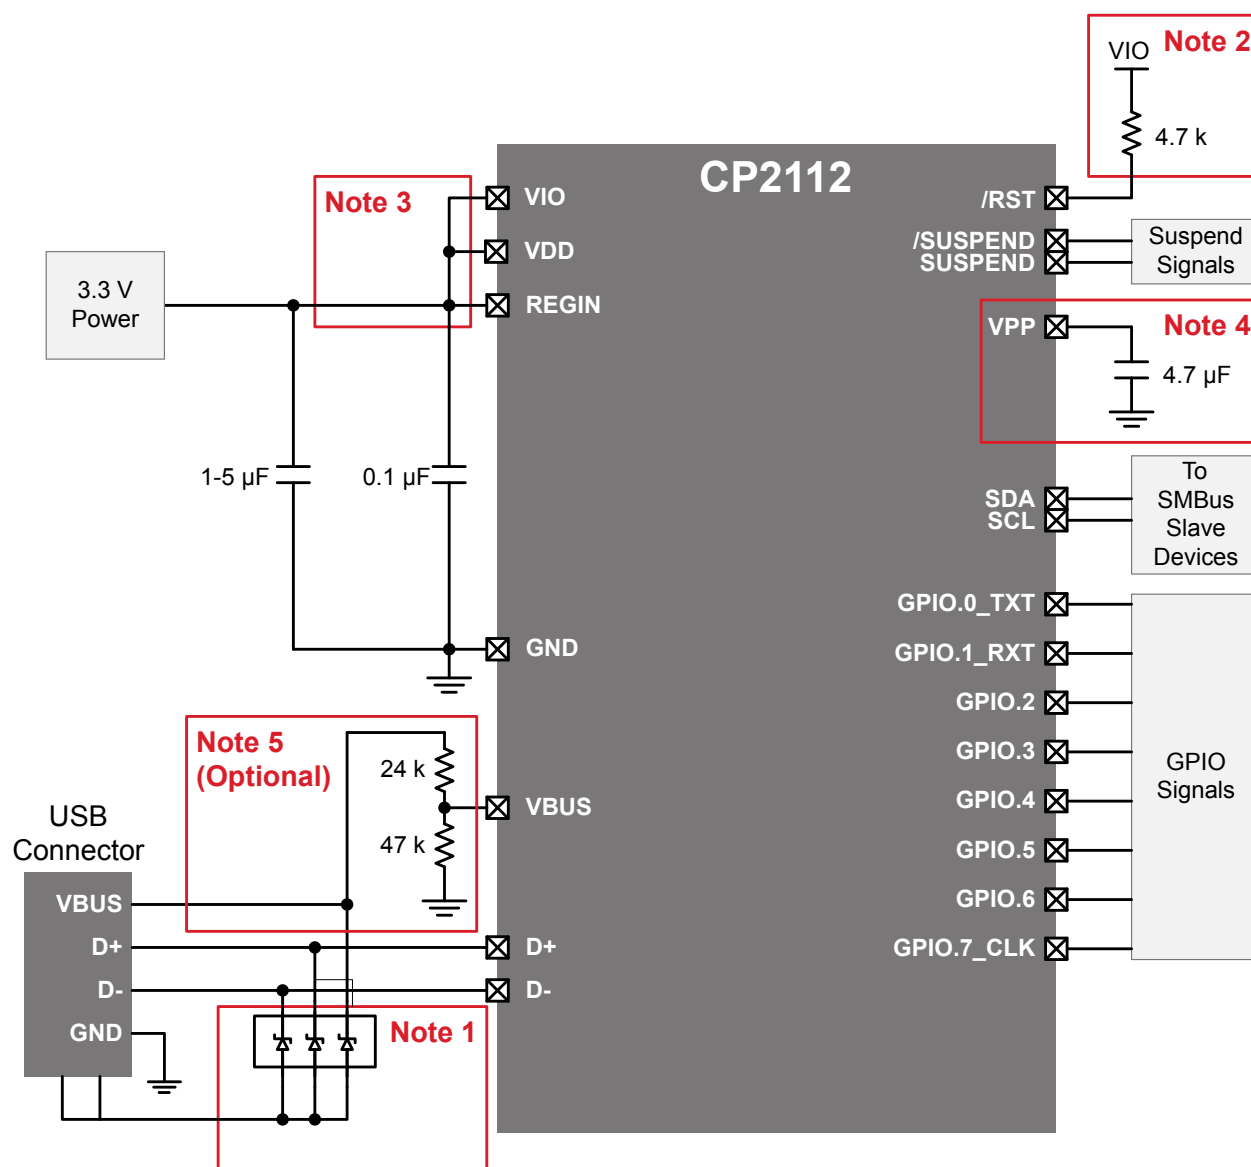 Note 2
VIO
4.7 k
CP2112
Note 3
VIO
/RST
VDD
/SUSPEND
SUSPEND
Suspend
Signals
3.3 V
Power
REGIN
VPP
Note 4
4.7 µF
1-5 µF
0.1 µF
SDA
SCL
To
SMBus
Slave
Devices
GPIO.0_TXT
GND
GPIO.1_RXT
GPIO.2
Note 5
(Optional)
24 k
GPIO.3
GPIO
Signals
VBUS
GPIO.4
USB
Connector
47 k
GPIO.5
VBUS
GPIO.6
D+
D+
GPIO.7_CLK
D-
D-
GND
Note 1